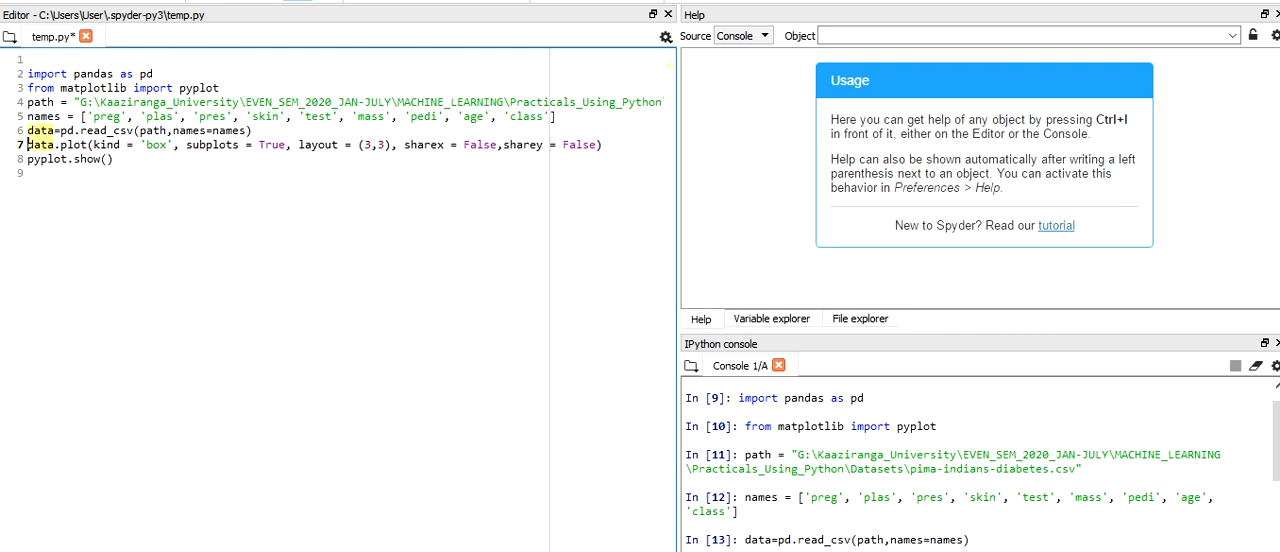 Editor - C:\Users\User\.spyder-py3\temp.py
temp.py*
1
2 import pandas as pd
3 from matplotlib import pyplot
4 path = "G:\Kaaziranga_University\EVEN_SEM_2020_JAN-JULY\MACHINE_LEARNING\Practicals_Using_Python
5 names = ['preg', 'plas', 'pres', 'skin', 'test', 'mass', 'pedi', 'age', 'class']
6 data=pd.read_csv(path,names=names)
7 data.plot(kind = 'box', subplots = True, layout = (3,3), sharex = False,sharey = False)
8 pyplot.show()
9
Help
Source Console Object
Usage
Here you can get help of any object by pressing Ctrl+I
in front of it, either on the Editor or the Console.
Help can also be shown automatically after writing a left
parenthesis next to an object. You can activate this
behavior in Preferences > Help.
New to Spyder? Read our tutorial
Help Variable explorer File explorer
IPython console
Console 1/A
In [9]: import pandas as pd
In [10]: from matplotlib import pyplot
In [11]: path = "G:\Kaaziranga_University\EVEN_SEM_2020_JAN-JULY\MACHINE_LEARNING
\Practicals_Using_Python\Datasets\pima-indians-diabetes.csv"
In [12]: names = ['preg', 'plas', 'pres', 'skin', 'test', 'mass', 'pedi', 'age',
'class']
In [13]: data=pd.read_csv(path,names=names)